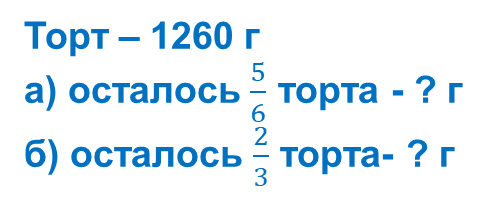 Торт – 1260 г
а) осталось 5/6 торта - ? г
б) осталось 2/3 торта- ? г